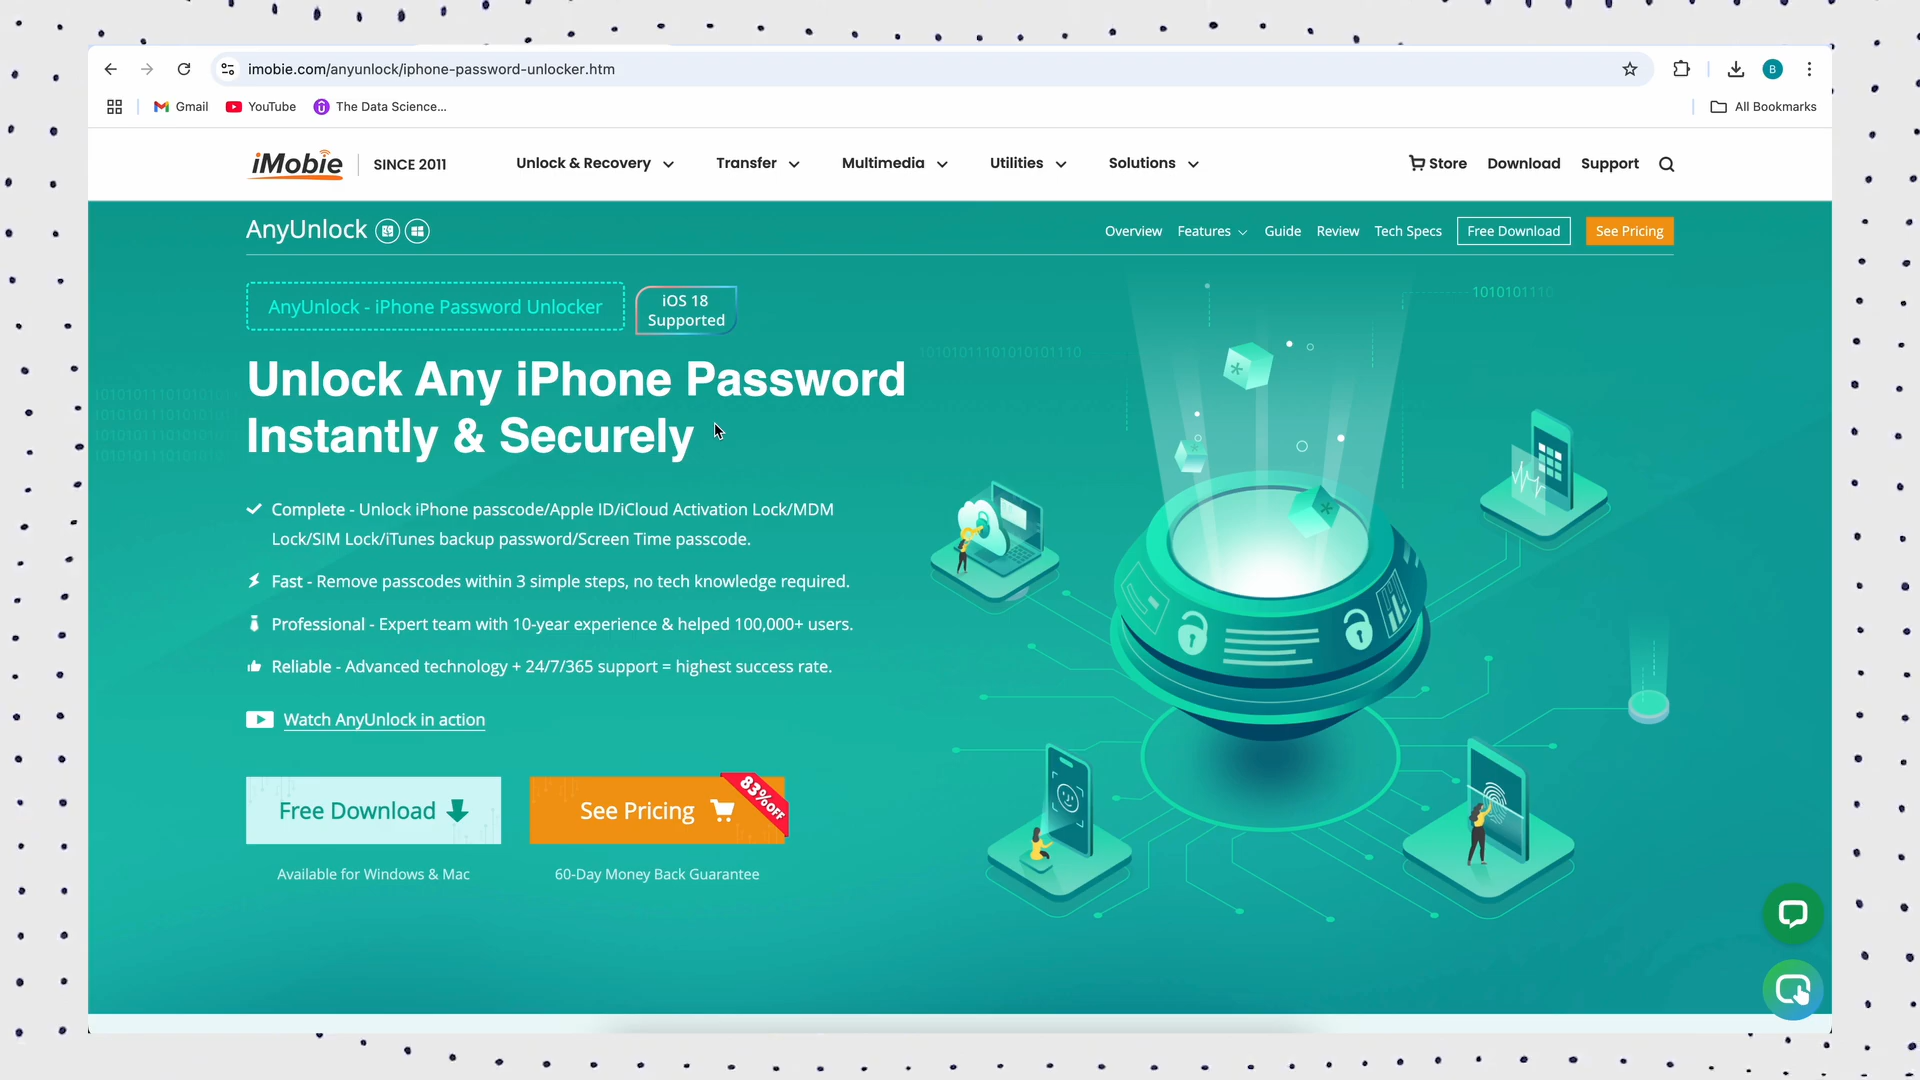 imobie.com/anyunlock/iphone-password-unlocker.htm
B
Gmail
YouTube
The Data Science...
All Bookmarks
iMobie
SINCE 2011
Unlock & Recovery
Transfer
Multimedia
Utilities
Solutions
Store
Download
Support
AnyUnlock
Overview
Features
Guide
Review
Tech Specs
Free Download
See Pricing
AnyUnlock - iPhone Password Unlocker
iOS 18
Supported
Unlock Any iPhone Password
Instantly & Securely
Complete - Unlock iPhone passcode/Apple ID/iCloud Activation Lock/MDM
Lock/SIM Lock/iTunes backup password/Screen Time passcode.
Fast - Remove passcodes within 3 simple steps, no tech knowledge required.
Professional - Expert team with 10-year experience & helped 100,000+ users.
Reliable - Advanced technology + 24/7/365 support = highest success rate.
Watch AnyUnlock in action
Free Download
See Pricing
83%OFF
Available for Windows & Mac
60-Day Money Back Guarantee
1010101110